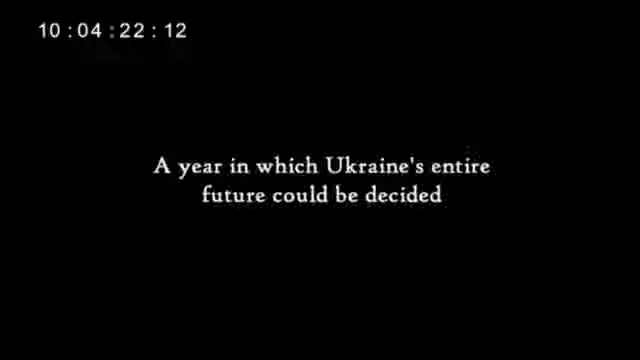 10:04:22:12
A year in which Ukraine's entire
future could be decided